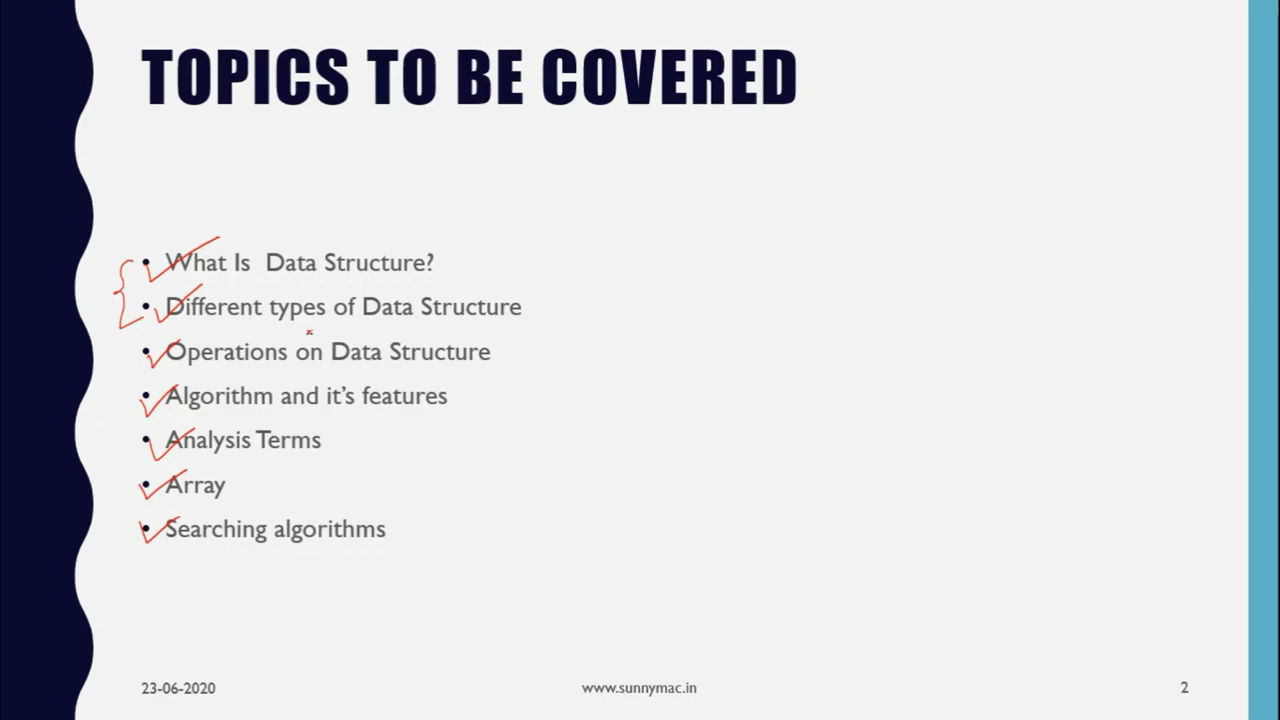 TOPICS TO BE COVERED
• What Is Data Structure?
• Different types of Data Structure
• Operations on Data Structure
• Algorithm and it's features
• Analysis Terms
• Array
• Searching algorithms
23-06-2020
www.sunnymac.in
2